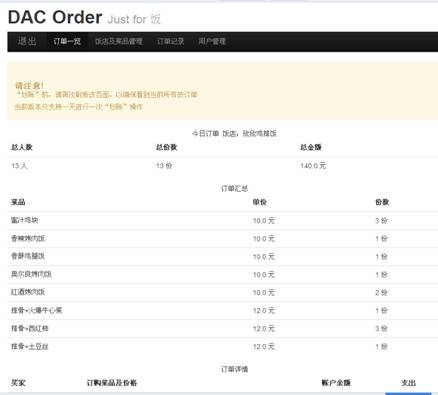 DAC Order Just for 饭
退出 订单一览 饭店及菜品管理 订单记录 用户管理
请注意!
"划账"前，请再次刷新该页面，以确保看到当前所有的订单
当前版本只支持一天进行一次"划账"操作
今日订单 饭店：欣欣鸡排饭
总人数 总份数 总金额
13 人 13 份 140.0 元
订单汇总
菜品 单价 份数
蜜汁鸡块 10.0 元 3 份
香辣烤肉饭 10.0 元 1 份
香酥鸡腿饭 10.0 元 1 份
奥尔良烤肉饭 10.0 元 1 份
红酒烤肉饭 10.0 元 2 份
排骨+火爆牛心菜 12.0 元 1 份
排骨+西红柿 12.0 元 3 份
排骨+土豆丝 12.0 元 1 份
订单详情
买家 订购菜品及价格 账户余额 支出